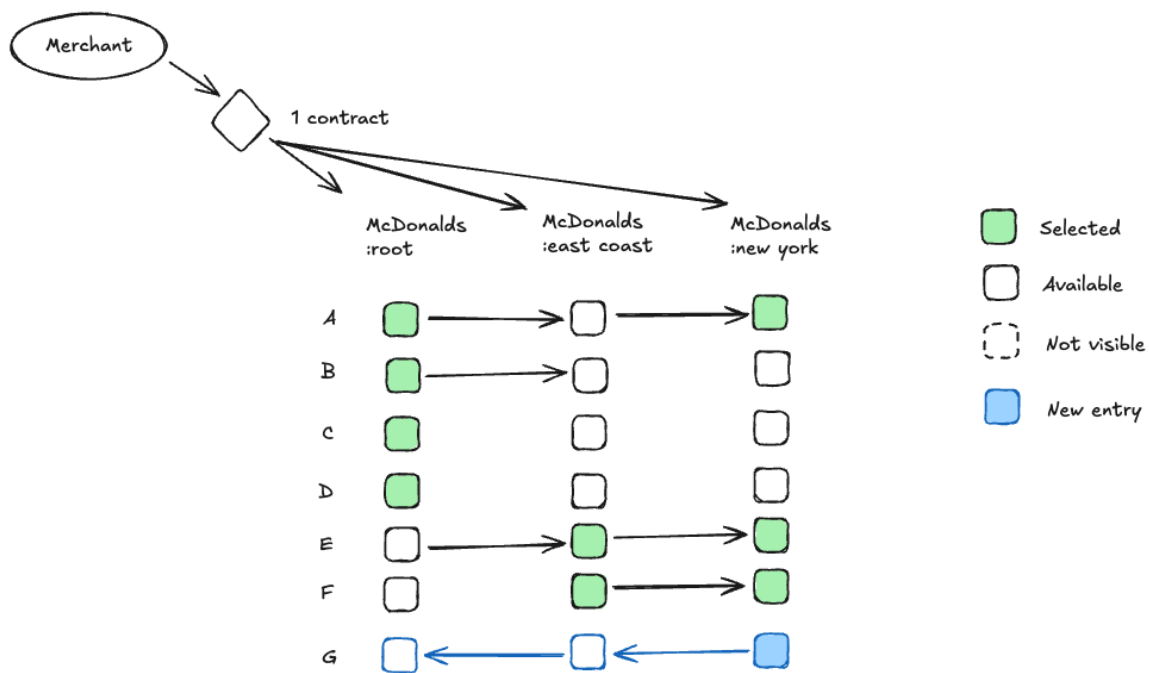 Merchant
1 contract
McDonalds
:root
McDonalds
:east coast
McDonalds
:new york
Selected
Available
Not visible
New entry
A
B
C
D
E
F
G